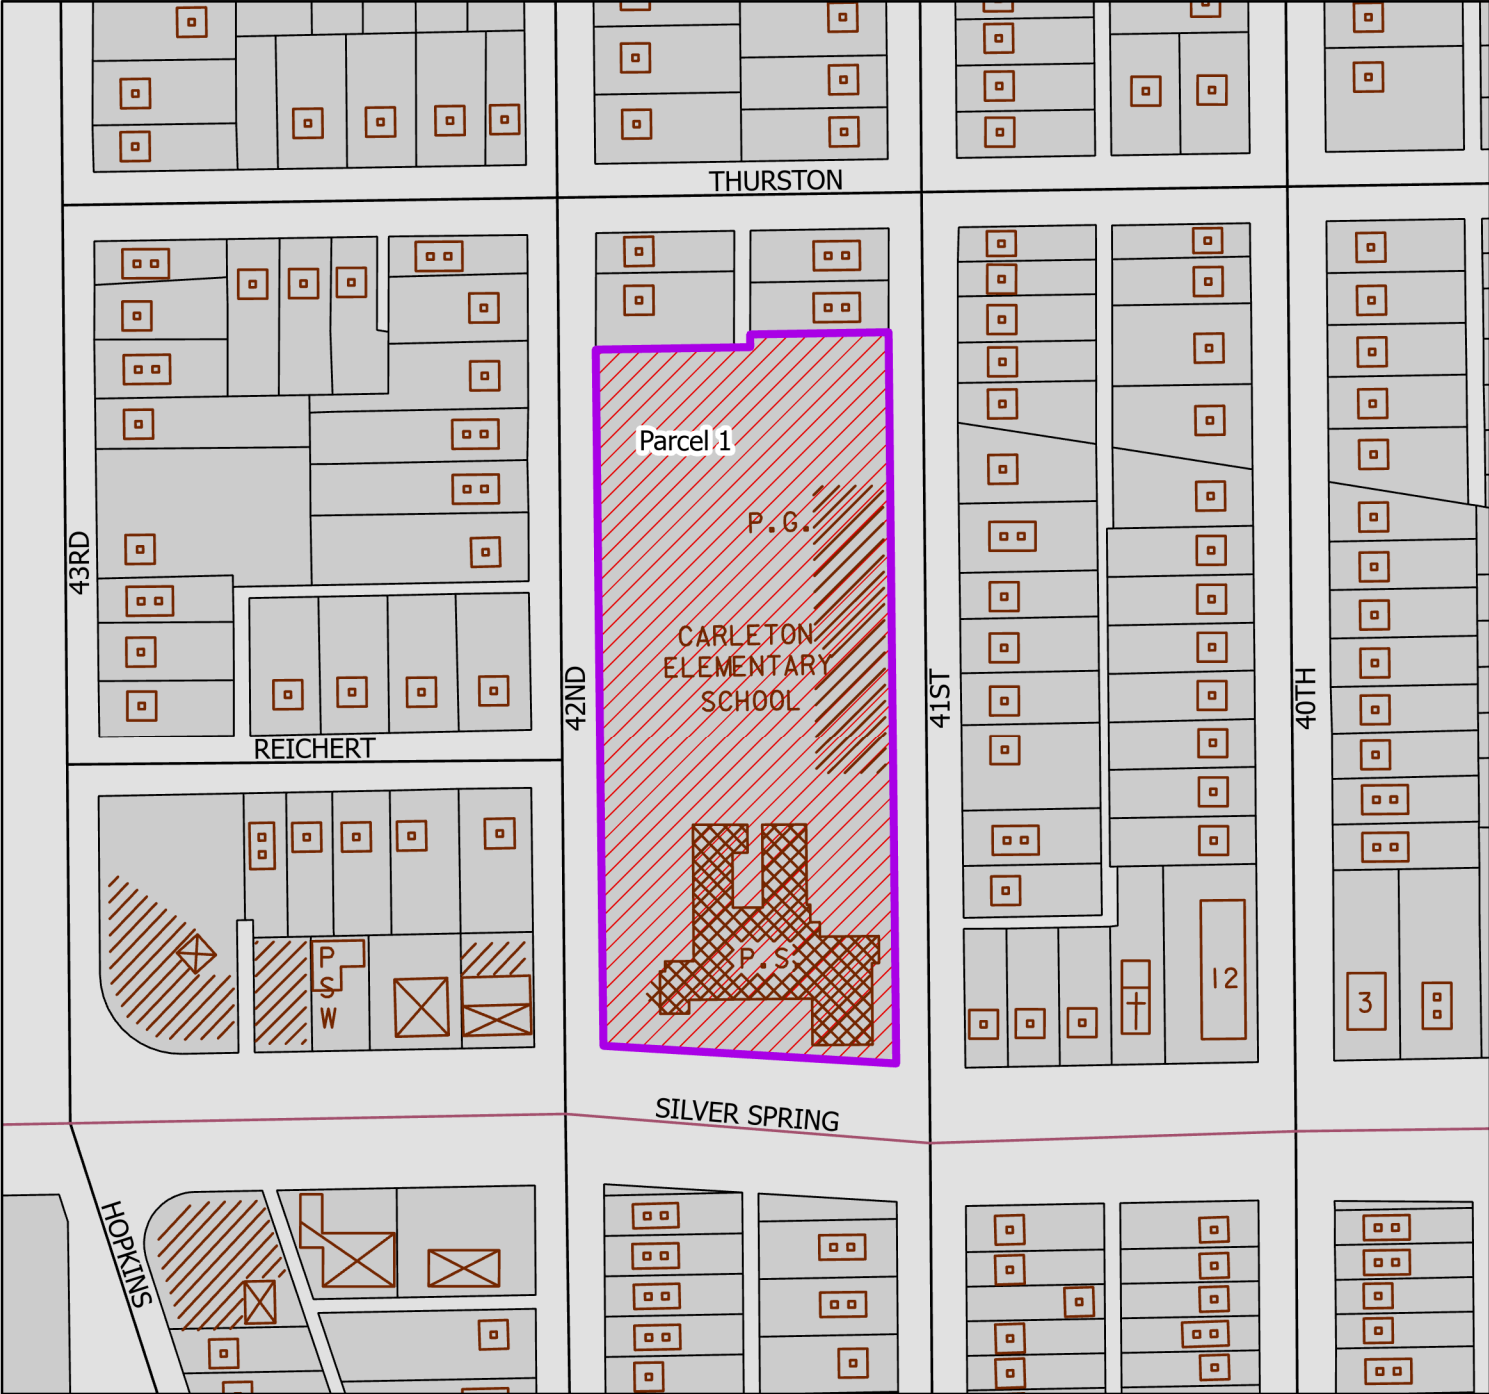 THURSTON
Parcel 1
P.G.
43RD
CARLETON
ELEMENTARY
SCHOOL
42ND
41ST
40TH
REICHERT
P
S
W
P.S.
12
3
SILVER SPRING
HOPKINS